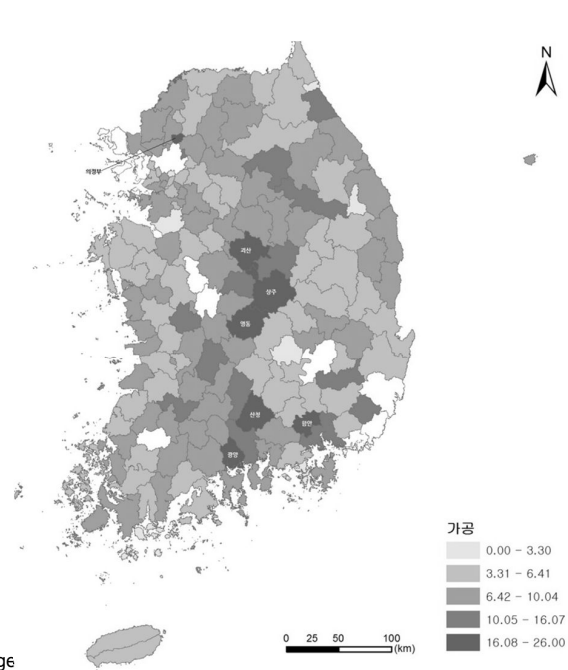 N
의정부
괴산
상주
영동
산청
함안
광양
가공
0.00 - 3.30
3.31 - 6.41
6.42 - 10.04
10.05 - 16.07
16.08 - 26.00
0 25 50 100
(km)
ge